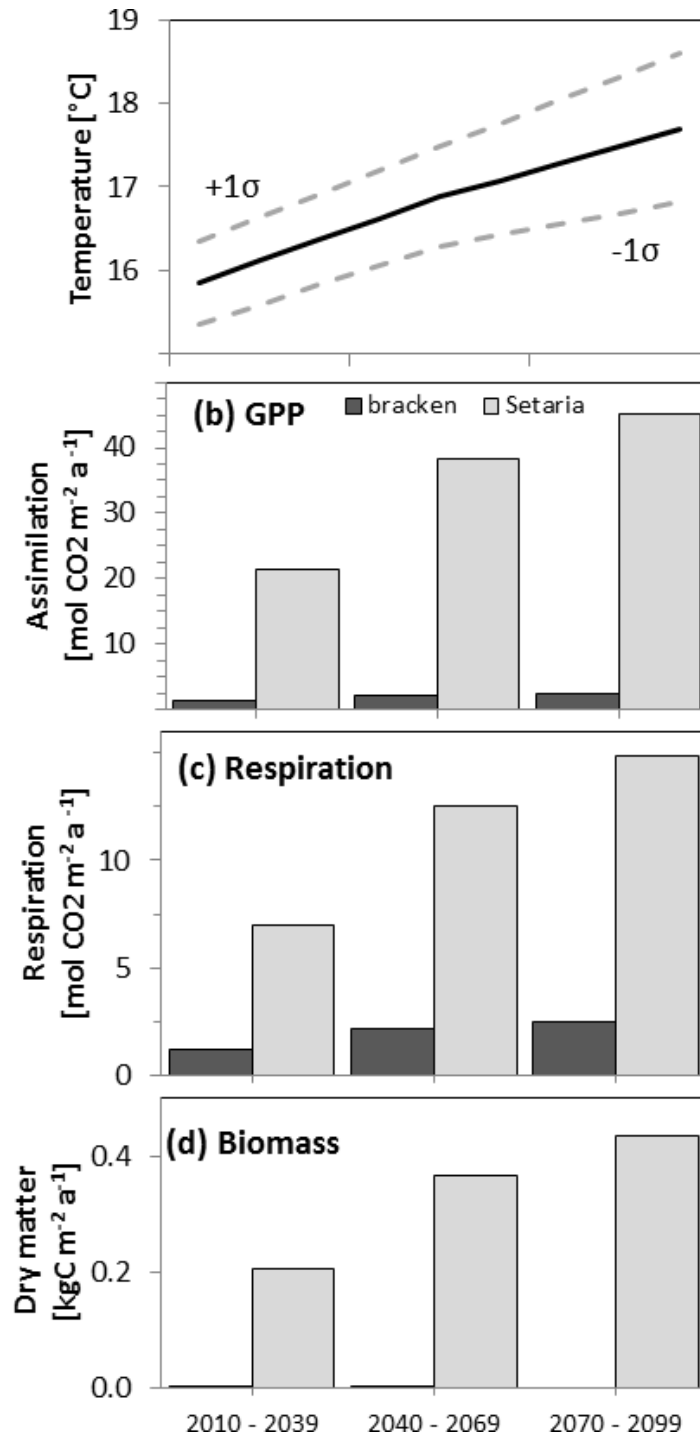 19
18
17
16
Temperature [°C]
+1σ
-1σ
(b) GPP
bracken
Setaria
40
30
20
10
Assimilation
[mol CO2 m⁻² a⁻¹]
(c) Respiration
10
5
0
Respiration
[mol CO2 m⁻² a⁻¹]
(d) Biomass
0.4
0.2
0.0
Dry matter
[kgC m⁻² a⁻¹]
2010 - 2039
2040 - 2069
2070 - 2099